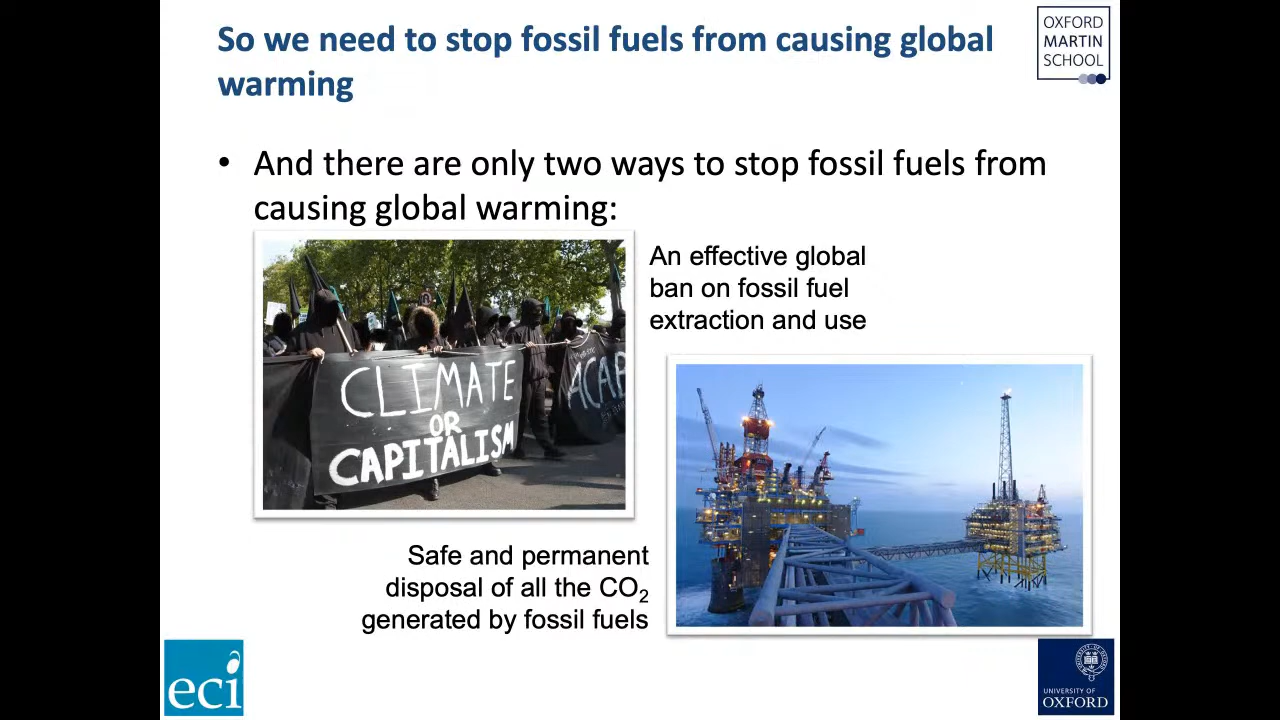 So we need to stop fossil fuels from causing global
warming
OXFORD
MARTIN
SCHOOL
• And there are only two ways to stop fossil fuels from
causing global warming:
An effective global
ban on fossil fuel
extraction and use
CLIMATE
OR
CAPITALISM
ACAB
Safe and permanent
disposal of all the CO₂
generated by fossil fuels
eci
UNIVERSITY OF
OXFORD